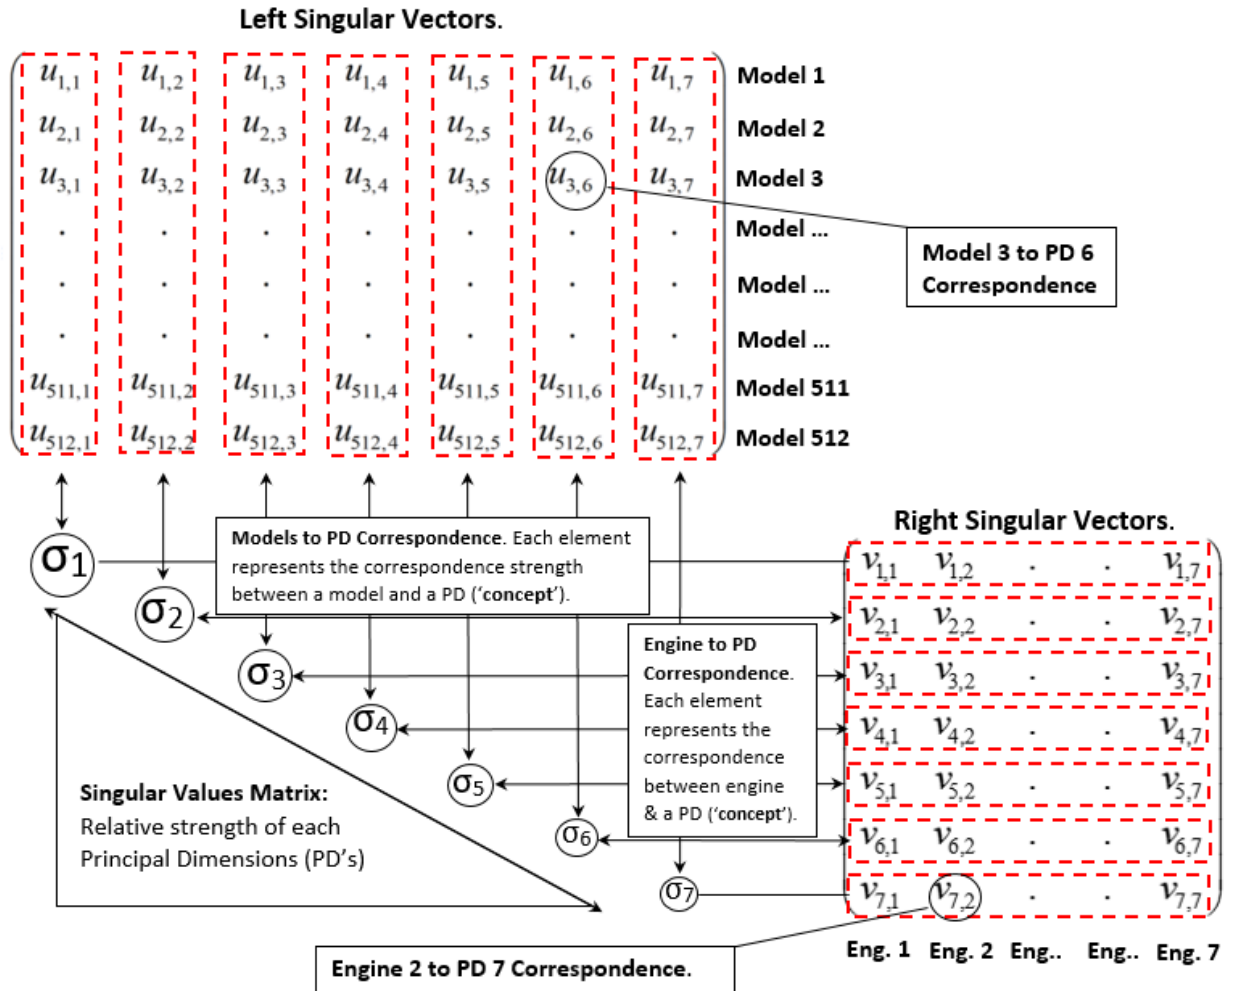 Left Singular Vectors.
u1,1 u1,2 u1,3 u1,4 u1,5 u1,6 u1,7 Model 1
u2,1 u2,2 u2,3 u2,4 u2,5 u2,6 u2,7 Model 2
u3,1 u3,2 u3,3 u3,4 u3,5 u3,6 u3,7 Model 3
. . . . . . . Model ...
. . . . . . . Model ...
. . . . . . . Model ...
u511,1 u511,2 u511,3 u511,4 u511,5 u511,6 u511,7 Model 511
u512,1 u512,2 u512,3 u512,4 u512,5 u512,6 u512,7 Model 512
Model 3 to PD 6
Correspondence
σ1
σ2
σ3
σ4
σ5
σ6
σ7
Models to PD Correspondence. Each element
represents the correspondence strength
between a model and a PD (‘concept’).
Engine to PD
Correspondence.
Each element
represents the
correspondence
between engine
& a PD (‘concept’).
Singular Values Matrix:
Relative strength of each
Principal Dimensions (PD’s)
Right Singular Vectors.
v1,1 v1,2 . . v1,7
v2,1 v2,2 . . v2,7
v3,1 v3,2 . . v3,7
v4,1 v4,2 . . v4,7
v5,1 v5,2 . . v5,7
v6,1 v6,2 . . v6,7
v7,1 v7,2 . . v7,7
Eng. 1 Eng. 2 Eng.. Eng.. Eng. 7
Engine 2 to PD 7 Correspondence.